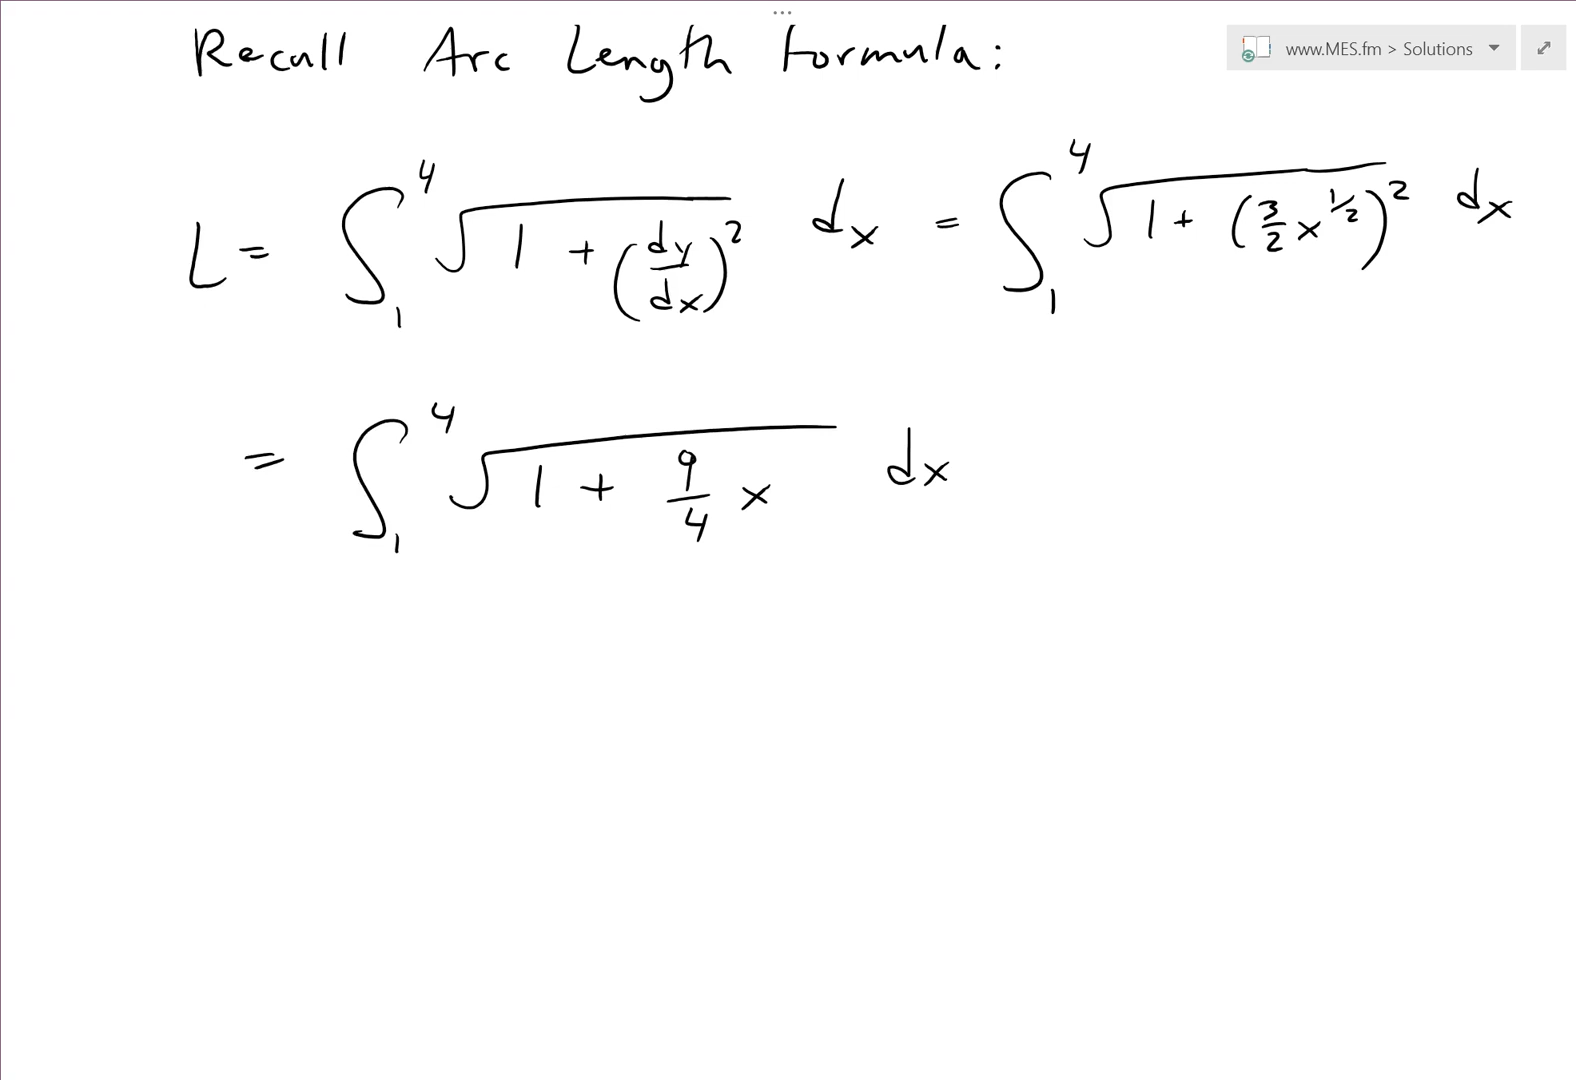 Recall Arc Length Formula:
www.MES.fm > Solutions
L = ∫₁⁴ √(1 + (dy/dx)²) dx = ∫₁⁴ √(1 + (3/2 x^(1/2))²) dx
= ∫₁⁴ √(1 + 9/4 x) dx